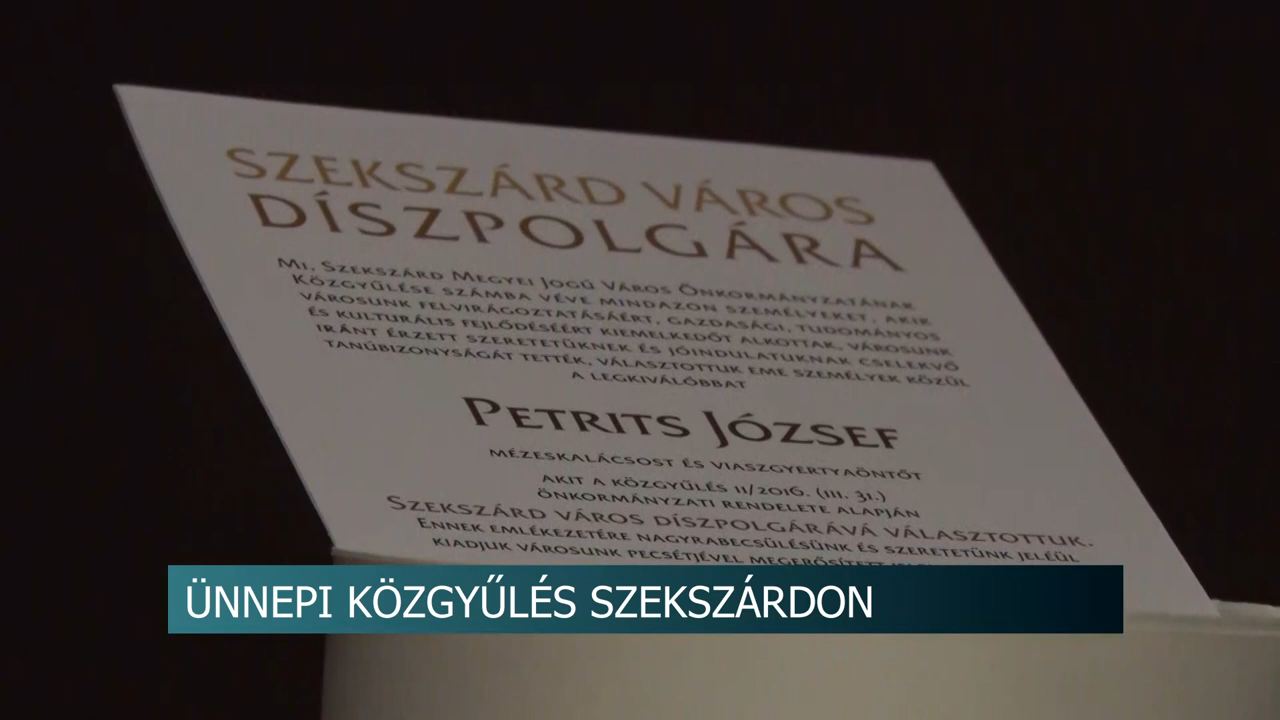 SZEKSZÁRD VÁROS
DÍSZPOLGÁRA
MI, SZEKSZÁRD MEGYEI JOGÚ VÁROS ÖNKORMÁNYZATÁNAK
KÖZGYŰLÉSE SZÁMBA VÉVE MINDAZON SZEMÉLYEKET, AKIK
VÁROSUNK FELVIRÁGOZTATÁSÁÉRT, GAZDASÁGI, TUDOMÁNYOS
ÉS KULTURÁLIS FEJLŐDÉSÉÉRT KIEMELKEDŐT ALKOTTAK, VÁROSUNK
IRÁNT ÉRZETT SZERETETÜKNEK ÉS JÓINDULATUKNAK CSELEKVŐ
TANÚBIZONYSÁGÁT TETTÉK, VÁLASZTOTTUK EME SZEMÉLYEK KÖZÜL
A LEGKIVÁLÓBBAT
PETRITS JÓZSEF
MÉZESKALÁCSOST ÉS VIASZGYERTYAÖNTŐT
AKIT A KÖZGYŰLÉS 11/2016. (III. 31.)
ÖNKORMÁNYZATI RENDELETE ALAPJÁN
SZEKSZÁRD VÁROS DÍSZPOLGÁRÁVÁ VÁLASZTOTTUK.
ENNEK EMLÉKEZETÉRE NAGYRABECSÜLÉSÜNK ÉS SZERETETÜNK JELÉÜL
KIADJUK VÁROSUNK PECSÉTJÉVEL MEGERŐSÍTETT
ÜNNEPI KÖZGYŰLÉS SZEKSZÁRDON